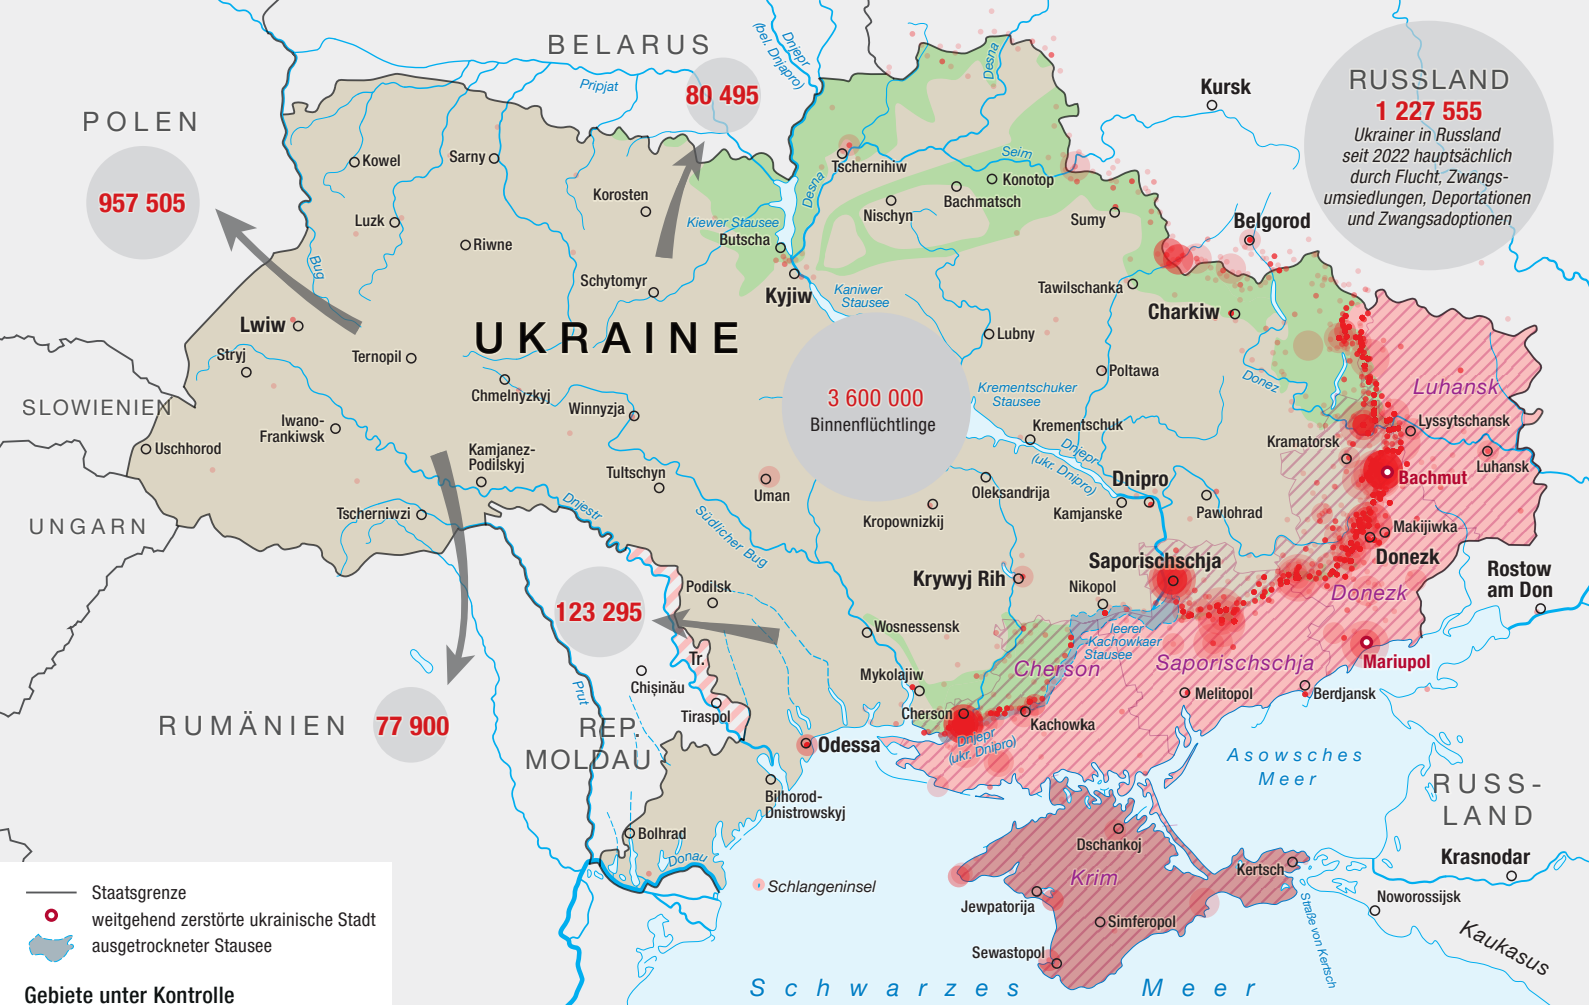 BELARUS
Dnjepr
(bel. Dnjapro)
Desna
Pripjat
80 495
Kursk
RUSSLAND
1 227 555
Ukrainer in Russland
seit 2022 hauptsächlich
durch Flucht, Zwangs-
umsiedlungen, Deportationen
und Zwangsadoptionen
POLEN
957 505
Kowel
Sarny
Luzk
Riwne
Korosten
Kiewer Stausee
Butscha
Schytomyr
Kyjiw
Kaniwer
Stausee
Tschernihiw
Desna
Seim
Konotop
Bachmatsch
Nischyn
Sumy
Belgorod
Tawilschanka
Charkiw
Bug
Lwiw
Stryj
Ternopil
UKRAINE
Chmelnyzkyj
Winnyzja
Lubny
Poltawa
Donez
Luhansk
3 600 000
Binnenflüchtlinge
Krementschuker
Stausee
Krementschuk
Dnjepr
(ukr. Dnipro)
Lyssytschansk
Kramatorsk
Luhansk
Bachmut
SLOWIENIEN
Iwano-
Frankiwsk
Uschhorod
Kamjanez-
Podilskyj
Tultschyn
Uman
Oleksandrija
Dnipro
Kamjanske
Pawlohrad
Kropownizkij
Makijiwka
Donezk
UNGARN
Tscherniwzi
Dnjestr
Südlicher Bug
Saporischschja
Krywyj Rih
Nikopol
Donezk
Rostow
am Don
Podilsk
123 295
Wosnessensk
leerer
Kachowkaer
Stausee
Cherson
Saporischschja
Mariupol
Tr.
Chișinău
Tiraspol
Mykolajiw
Melitopol
Berdjansk
Cherson
Kachowka
Dnjepr
(ukr. Dnipro)
Prut
RUMÄNIEN
77 900
REP.
MOLDAU
Odessa
Asowsches
Meer
RUSS-
LAND
Bilhorod-
Dnistrowskyj
Bolhrad
Donau
Schlangeninsel
Dschankoj
Krim
Kertsch
Krasnodar
Jewpatorija
Simferopol
Sewastopol
Noworossijsk
Straße von Kertsch
Kaukasus
Schwarzes Meer
Staatsgrenze
weitgehend zerstörte ukrainische Stadt
ausgetrockneter Stausee
Gebiete unter Kontrolle